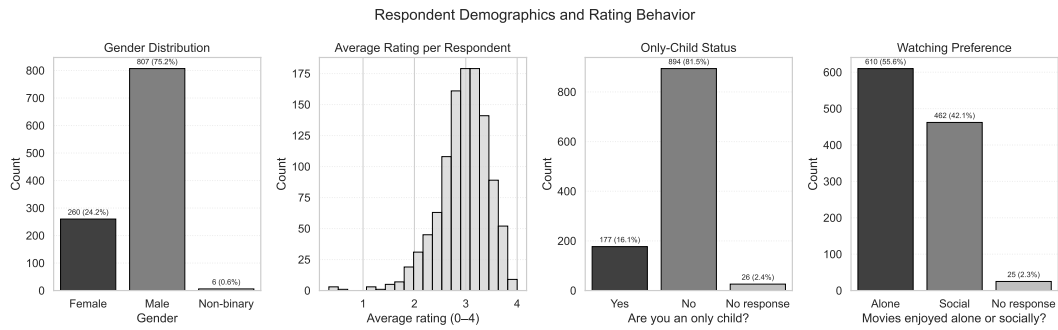 Respondent Demographics and Rating Behavior
Gender Distribution
Count
800
700
600
500
400
300
200
100
0
260 (24.2%)
807 (75.2%)
6 (0.6%)
Female Male Non-binary
Gender
Average Rating per Respondent
Count
175
150
125
100
75
50
25
0
1 2 3 4
Average rating (0–4)
Only-Child Status
Count
800
600
400
200
0
177 (16.1%)
894 (81.5%)
26 (2.4%)
Yes No No response
Are you an only child?
Watching Preference
Count
600
500
400
300
200
100
0
610 (55.6%)
462 (42.1%)
25 (2.3%)
Alone Social No response
Movies enjoyed alone or socially?